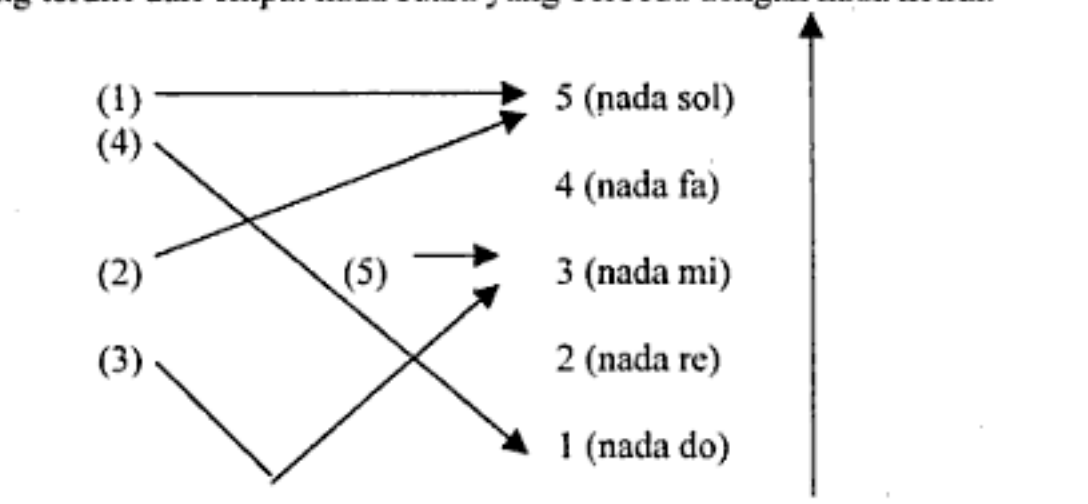 (1) 5 (nada sol)
(4)
4 (nada fa)
(2) (5) 3 (nada mi)
(3) 2 (nada re)
1 (nada do)